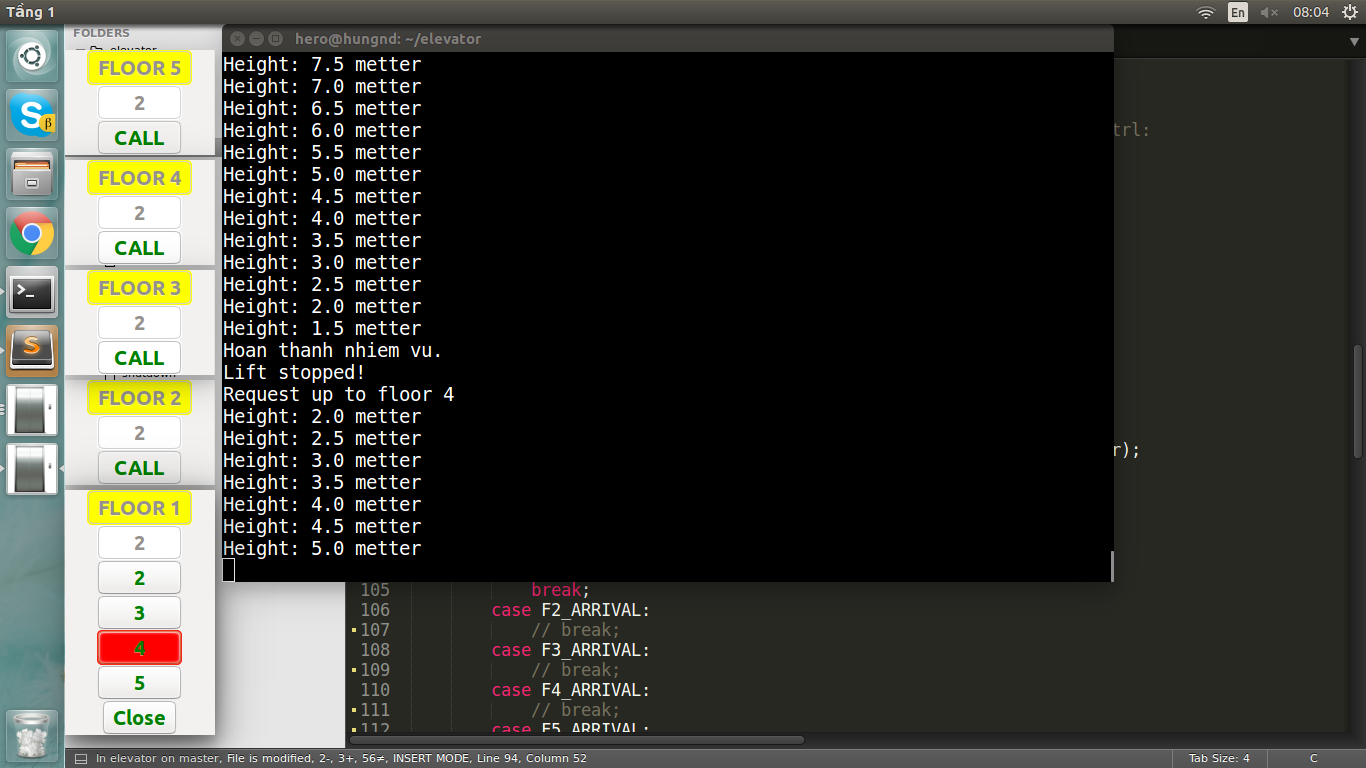 Tầng 1
En
08:04
FOLDERS
elevator
hero@hungnd: ~/elevator
FLOOR 5
2
CALL
FLOOR 4
2
CALL
FLOOR 3
2
CALL
shutdown
FLOOR 2
2
CALL
FLOOR 1
2
2
3
4
5
Close
Height: 7.5 metter
Height: 7.0 metter
Height: 6.5 metter
Height: 6.0 metter
Height: 5.5 metter
Height: 5.0 metter
Height: 4.5 metter
Height: 4.0 metter
Height: 3.5 metter
Height: 3.0 metter
Height: 2.5 metter
Height: 2.0 metter
Height: 1.5 metter
Hoan thanh nhiem vu.
Lift stopped!
Request up to floor 4
Height: 2.0 metter
Height: 2.5 metter
Height: 3.0 metter
Height: 3.5 metter
Height: 4.0 metter
Height: 4.5 metter
Height: 5.0 metter
trl:
r);
105 break;
106 case F2_ARRIVAL:
107 // break;
108 case F3_ARRIVAL:
109 // break;
110 case F4_ARRIVAL:
111 // break;
112 case F5_ARRIVAL:
In elevator on master, File is modified, 2-, 3+, 56≠, INSERT MODE, Line 94, Column 52
Tab Size: 4
C